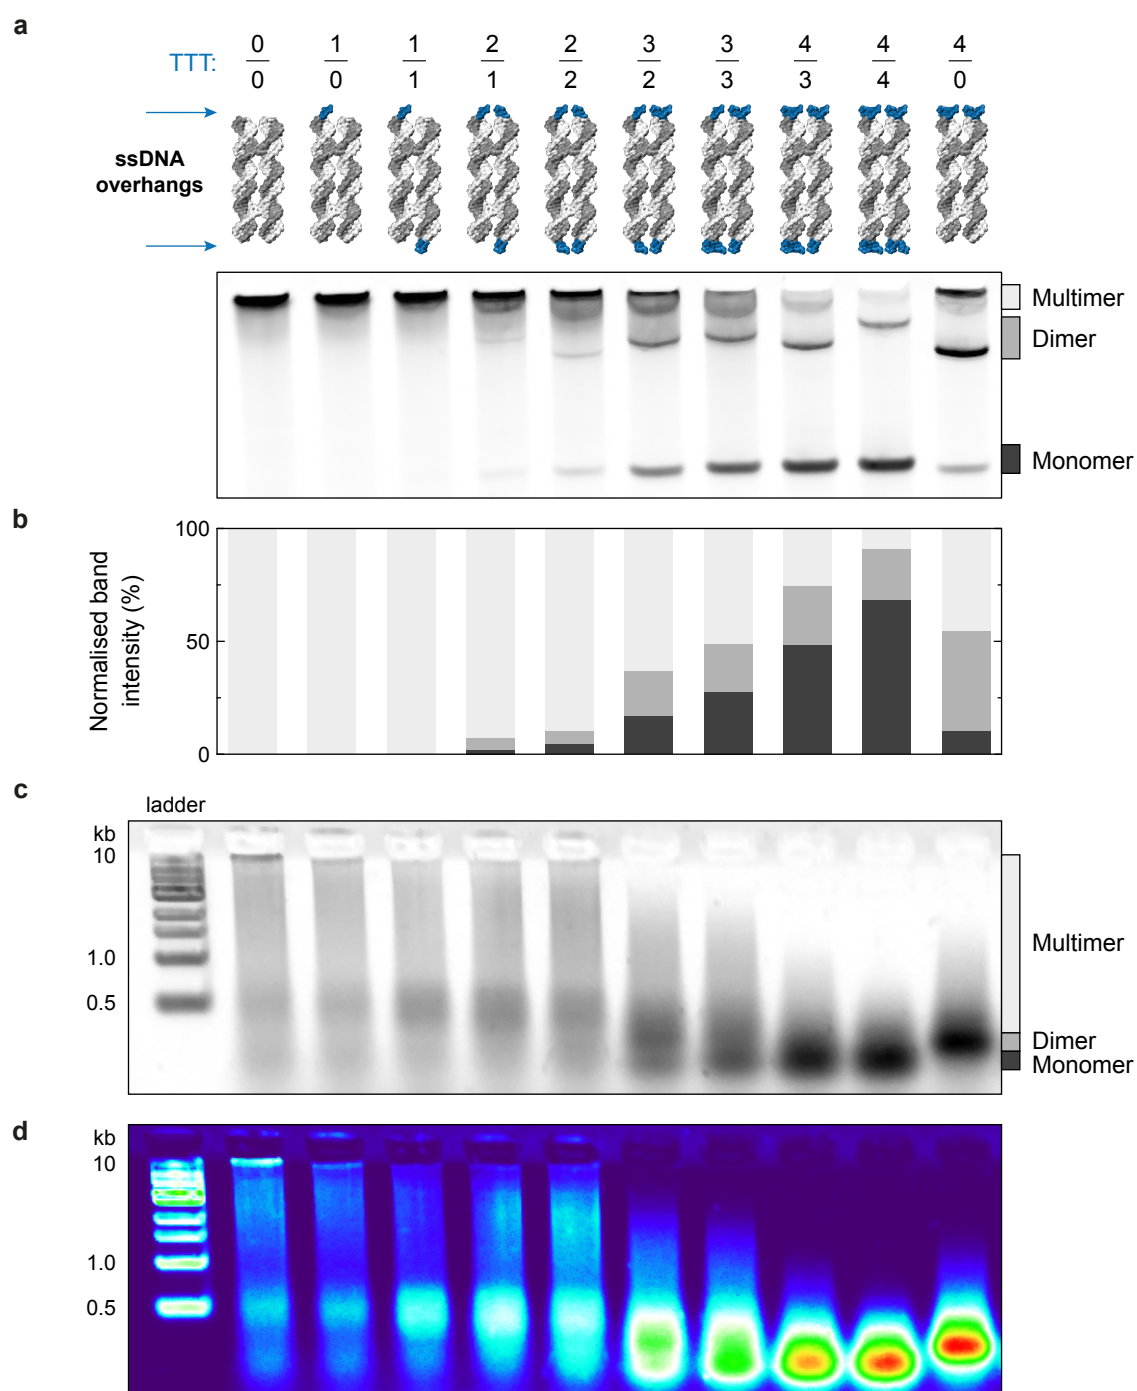 a
TTT:
0 1 1 2 2 3 3 4 4 4
0 0 1 1 2 2 3 3 4 0
ssDNA
overhangs
Multimer
Dimer
Monomer
b
Normalised band
intensity (%)
100
50
0
c
ladder
kb
10
1.0
0.5
Multimer
Dimer
Monomer
d
kb
10
1.0
0.5